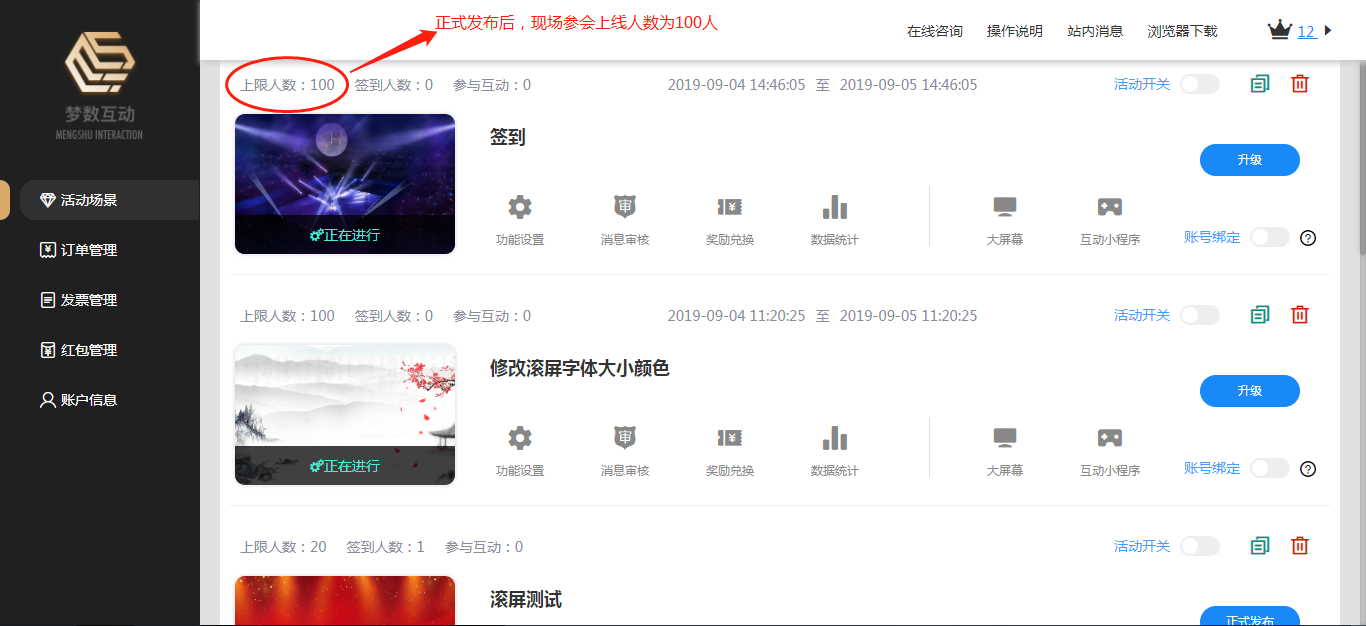 正式发布后，现场参会上线人数为100人
在线咨询 操作说明 站内消息 浏览器下载 12
梦数互动
MENGSHU INTERACTION
活动场景
订单管理
发票管理
红包管理
账户信息
上限人数：100 签到人数：0 参与互动：0 2019-09-04 14:46:05 至 2019-09-05 14:46:05 活动开关
签到
升级
正在进行
功能设置 消息审核 奖励兑换 数据统计 大屏幕 互动小程序 账号绑定
上限人数：100 签到人数：0 参与互动：0 2019-09-04 11:20:25 至 2019-09-05 11:20:25 活动开关
修改滚屏字体大小颜色
升级
正在进行
功能设置 消息审核 奖励兑换 数据统计 大屏幕 互动小程序 账号绑定
上限人数：20 签到人数：1 参与互动：0 活动开关
滚屏测试
正式发布